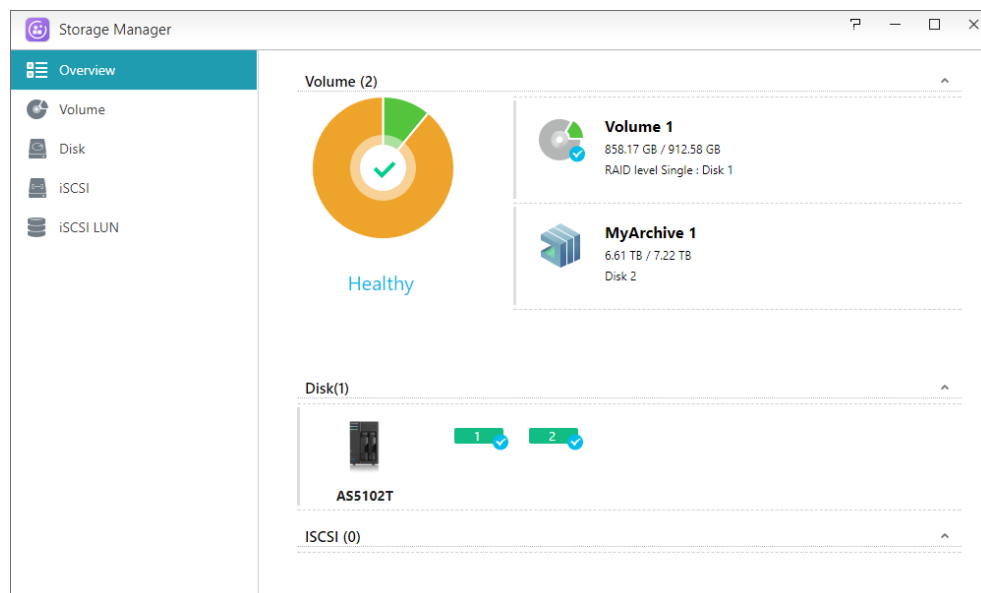 Storage Manager
Overview
Volume
Disk
iSCSI
iSCSI LUN
Volume (2)
Healthy
Volume 1
858.17 GB / 912.58 GB
RAID level Single : Disk 1
MyArchive 1
6.61 TB / 7.22 TB
Disk 2
Disk(1)
1 2
AS5102T
ISCSI (0)